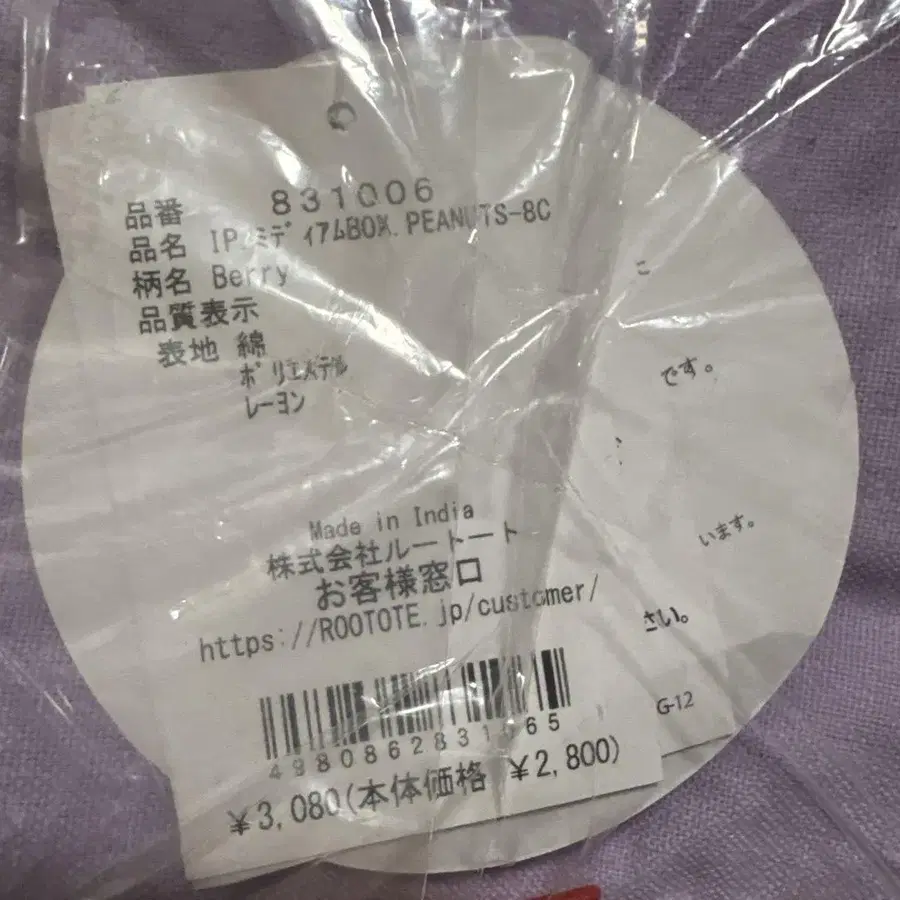 品番 831006
品名 IP.ミディアムBOX.PEANUTS-8C
柄名 Berry
品質表示
表地 綿
ポリエステル
レーヨン
Made in India
株式会社ルートート
お客様窓口
https://ROOTOTE.jp/customer/
¥3,080(本体価格 ¥2,800)
こ
です。
います。
さい。
G-12